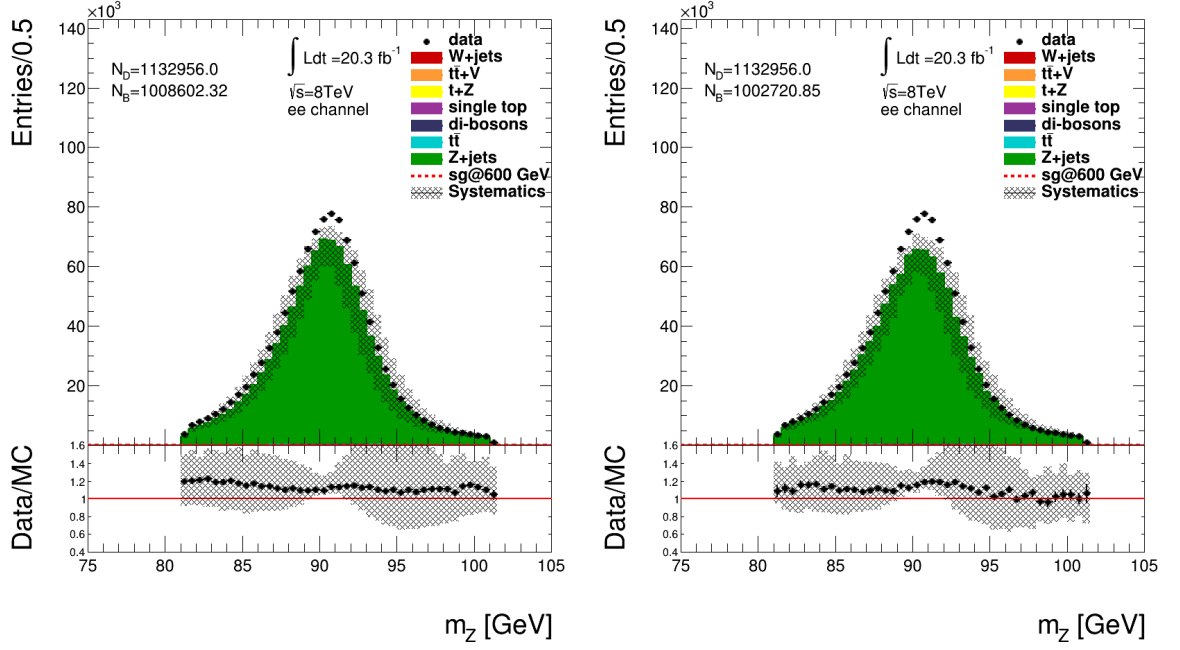 ×10³
Entries/0.5
140
120
100
80
60
40
20
N_D=1132956.0
N_B=1008602.32
∫ Ldt =20.3 fb⁻¹
√s=8TeV
ee channel
data
W+jets
tt̄+V
t+Z
single top
di-bosons
tt̄
Z+jets
sg@600 GeV
Systematics
Data/MC
1.6
1.4
1.2
1
0.8
0.6
0.4
75 80 85 90 95 100 105
m_Z [GeV]
×10³
Entries/0.5
140
120
100
80
60
40
20
N_D=1132956.0
N_B=1002720.85
∫ Ldt =20.3 fb⁻¹
√s=8TeV
ee channel
data
W+jets
tt̄+V
t+Z
single top
di-bosons
tt̄
Z+jets
sg@600 GeV
Systematics
Data/MC
1.6
1.4
1.2
1
0.8
0.6
0.4
75 80 85 90 95 100 105
m_Z [GeV]